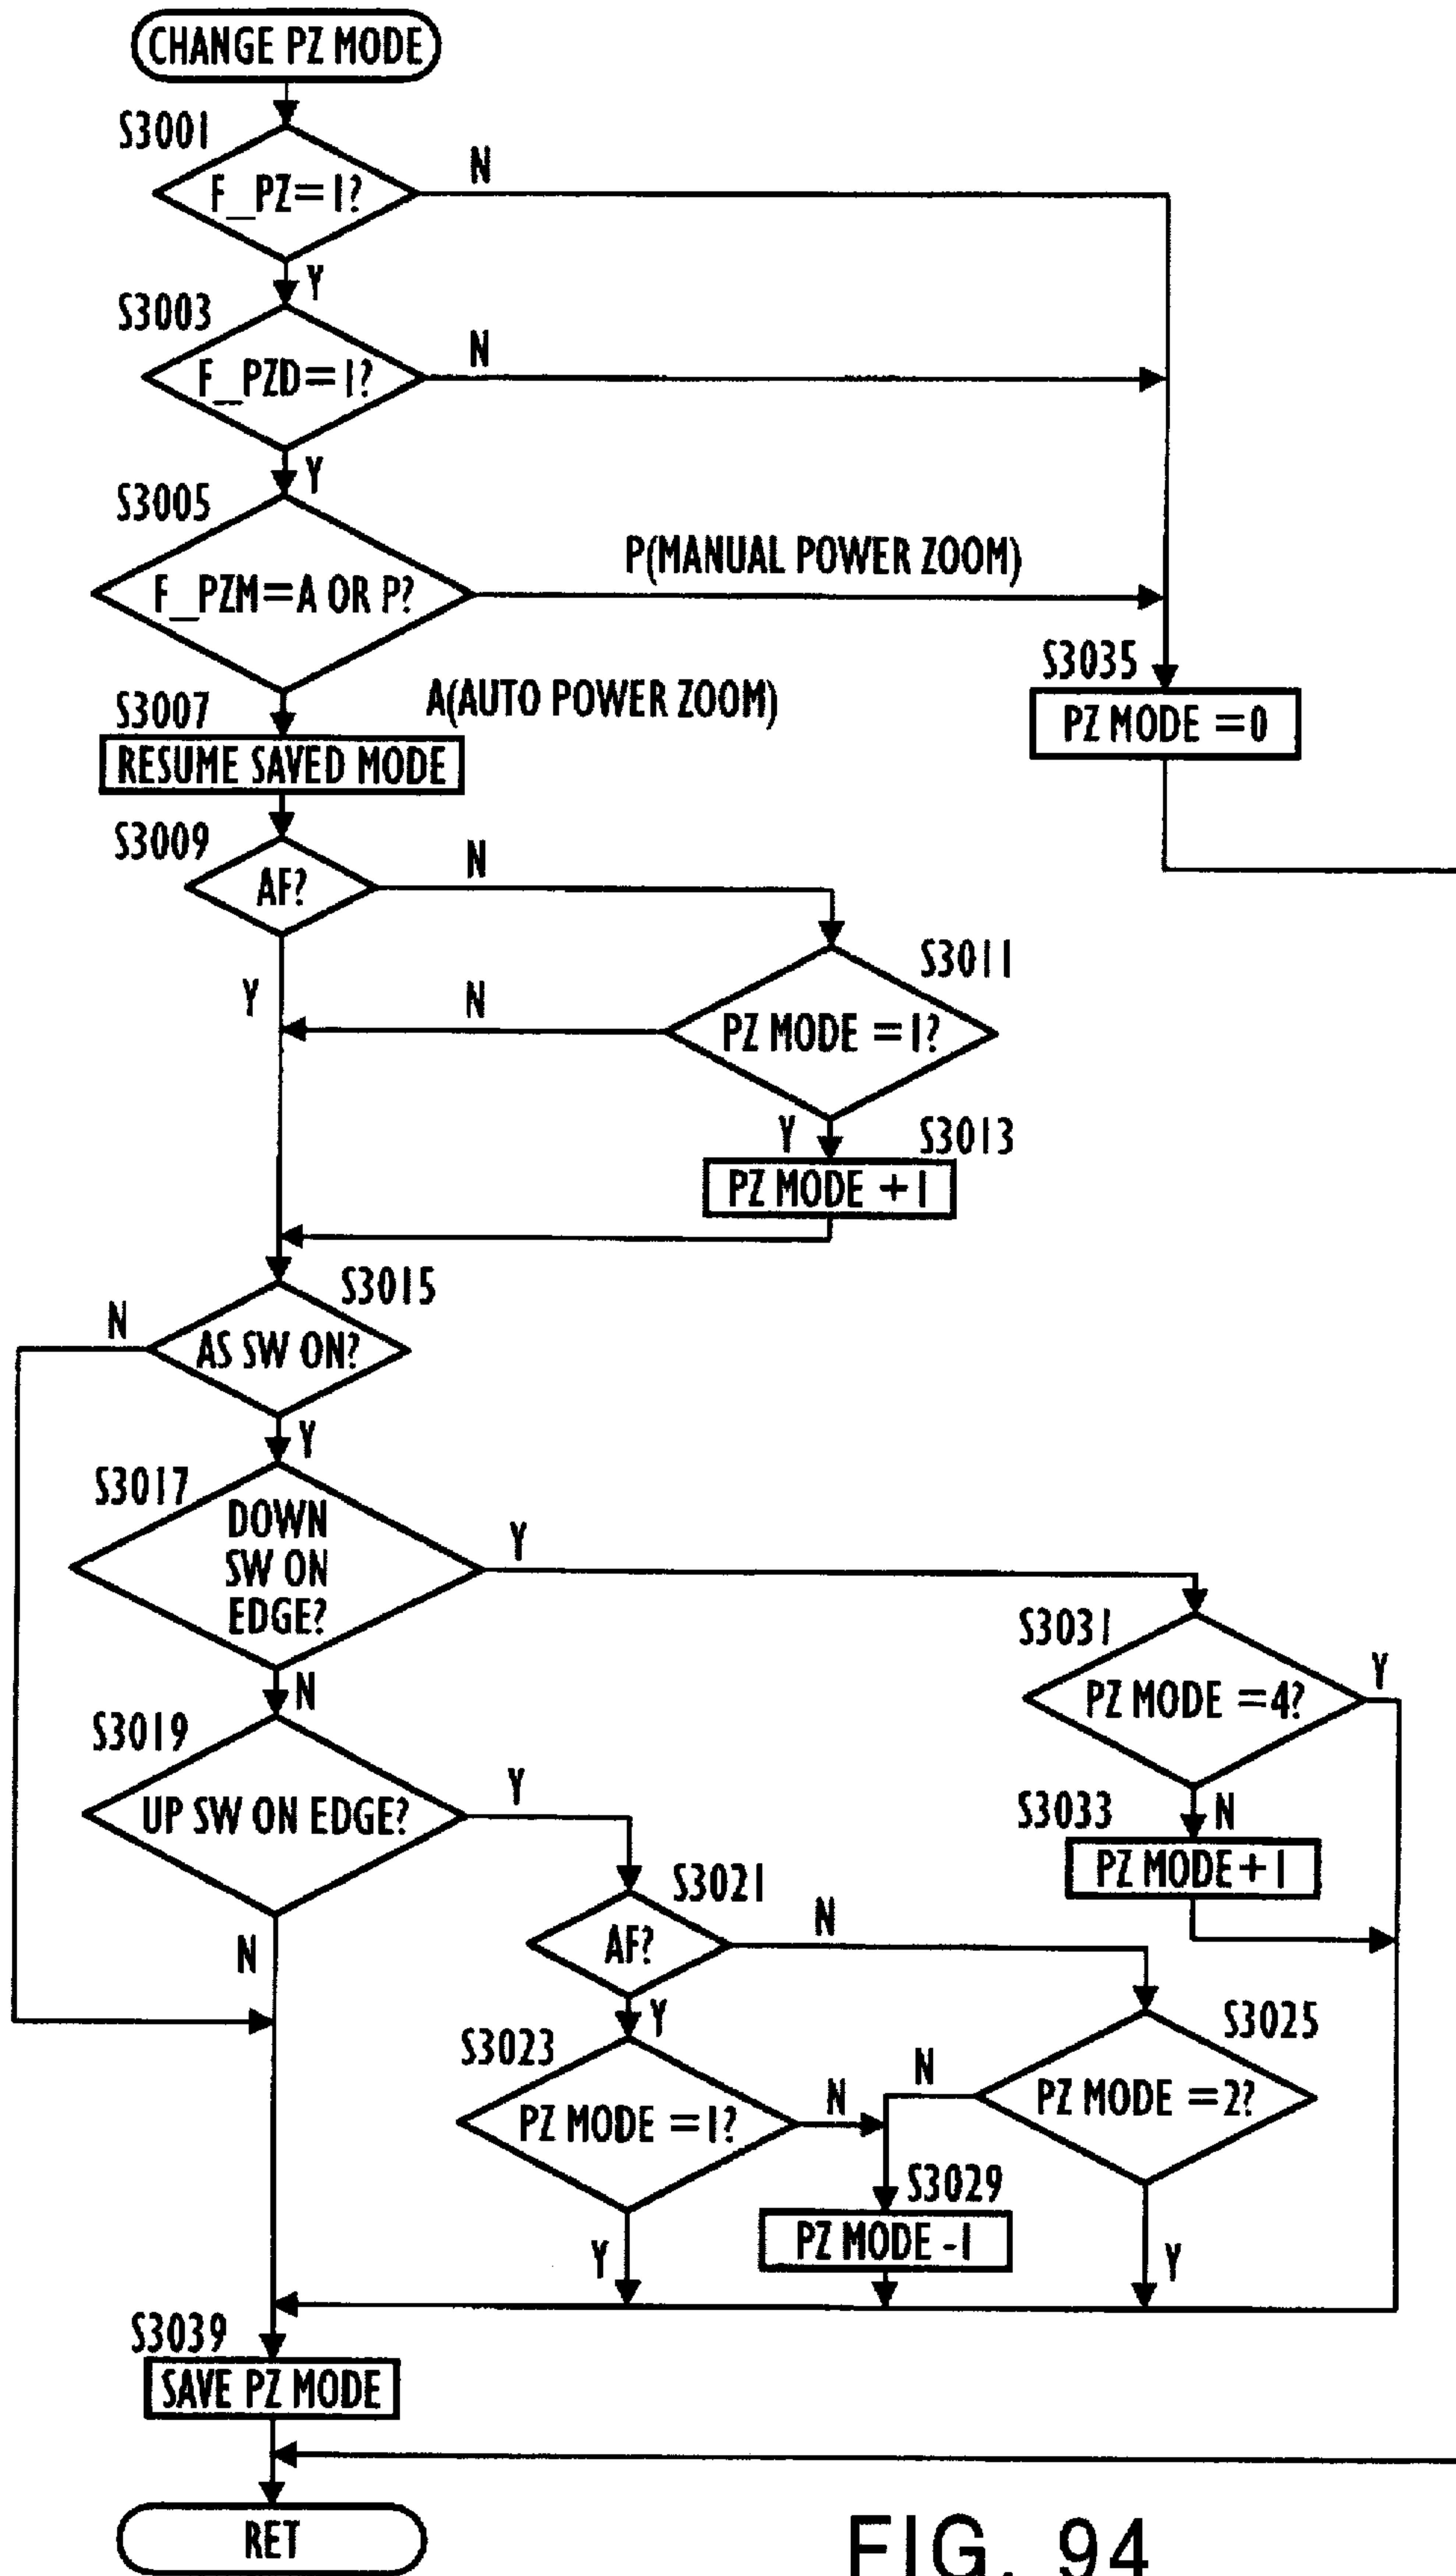 CHANGE PZ MODE
S3001
F_PZ=1?
N
Y
S3003
F_PZD=1?
N
Y
S3005
F_PZM=A OR P?
P(MANUAL POWER ZOOM)
A(AUTO POWER ZOOM)
S3035
PZ MODE =0
S3007
RESUME SAVED MODE
S3009
AF?
N
Y
S3011
PZ MODE =1?
N
Y
S3013
PZ MODE +1
S3015
AS SW ON?
N
Y
S3017
DOWN
SW ON
EDGE?
Y
N
S3031
PZ MODE =4?
Y
N
S3033
PZ MODE+1
S3019
UP SW ON EDGE?
Y
N
S3021
AF?
N
Y
S3023
PZ MODE =1?
N
Y
S3025
PZ MODE =2?
N
Y
S3029
PZ MODE -1
S3039
SAVE PZ MODE
RET
FIG. 94